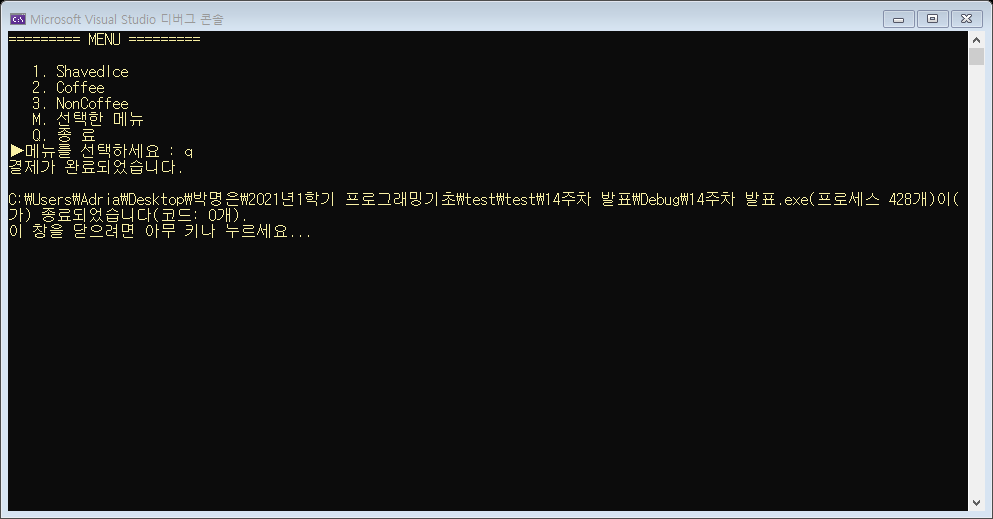 Microsoft Visual Studio 디버그 콘솔
========= MENU =========
1. ShavedIce
2. Coffee
3. NonCoffee
M. 선택한 메뉴
Q. 종 료
▶메뉴를 선택하세요 : q
결제가 완료되었습니다.
C:₩Users₩Adria₩Desktop₩박명은₩2021년1학기 프로그래밍기초₩test₩test₩14주차 발표₩Debug₩14주차 발표.exe(프로세스 428개)이(
가) 종료되었습니다(코드: 0개).
이 창을 닫으려면 아무 키나 누르세요...